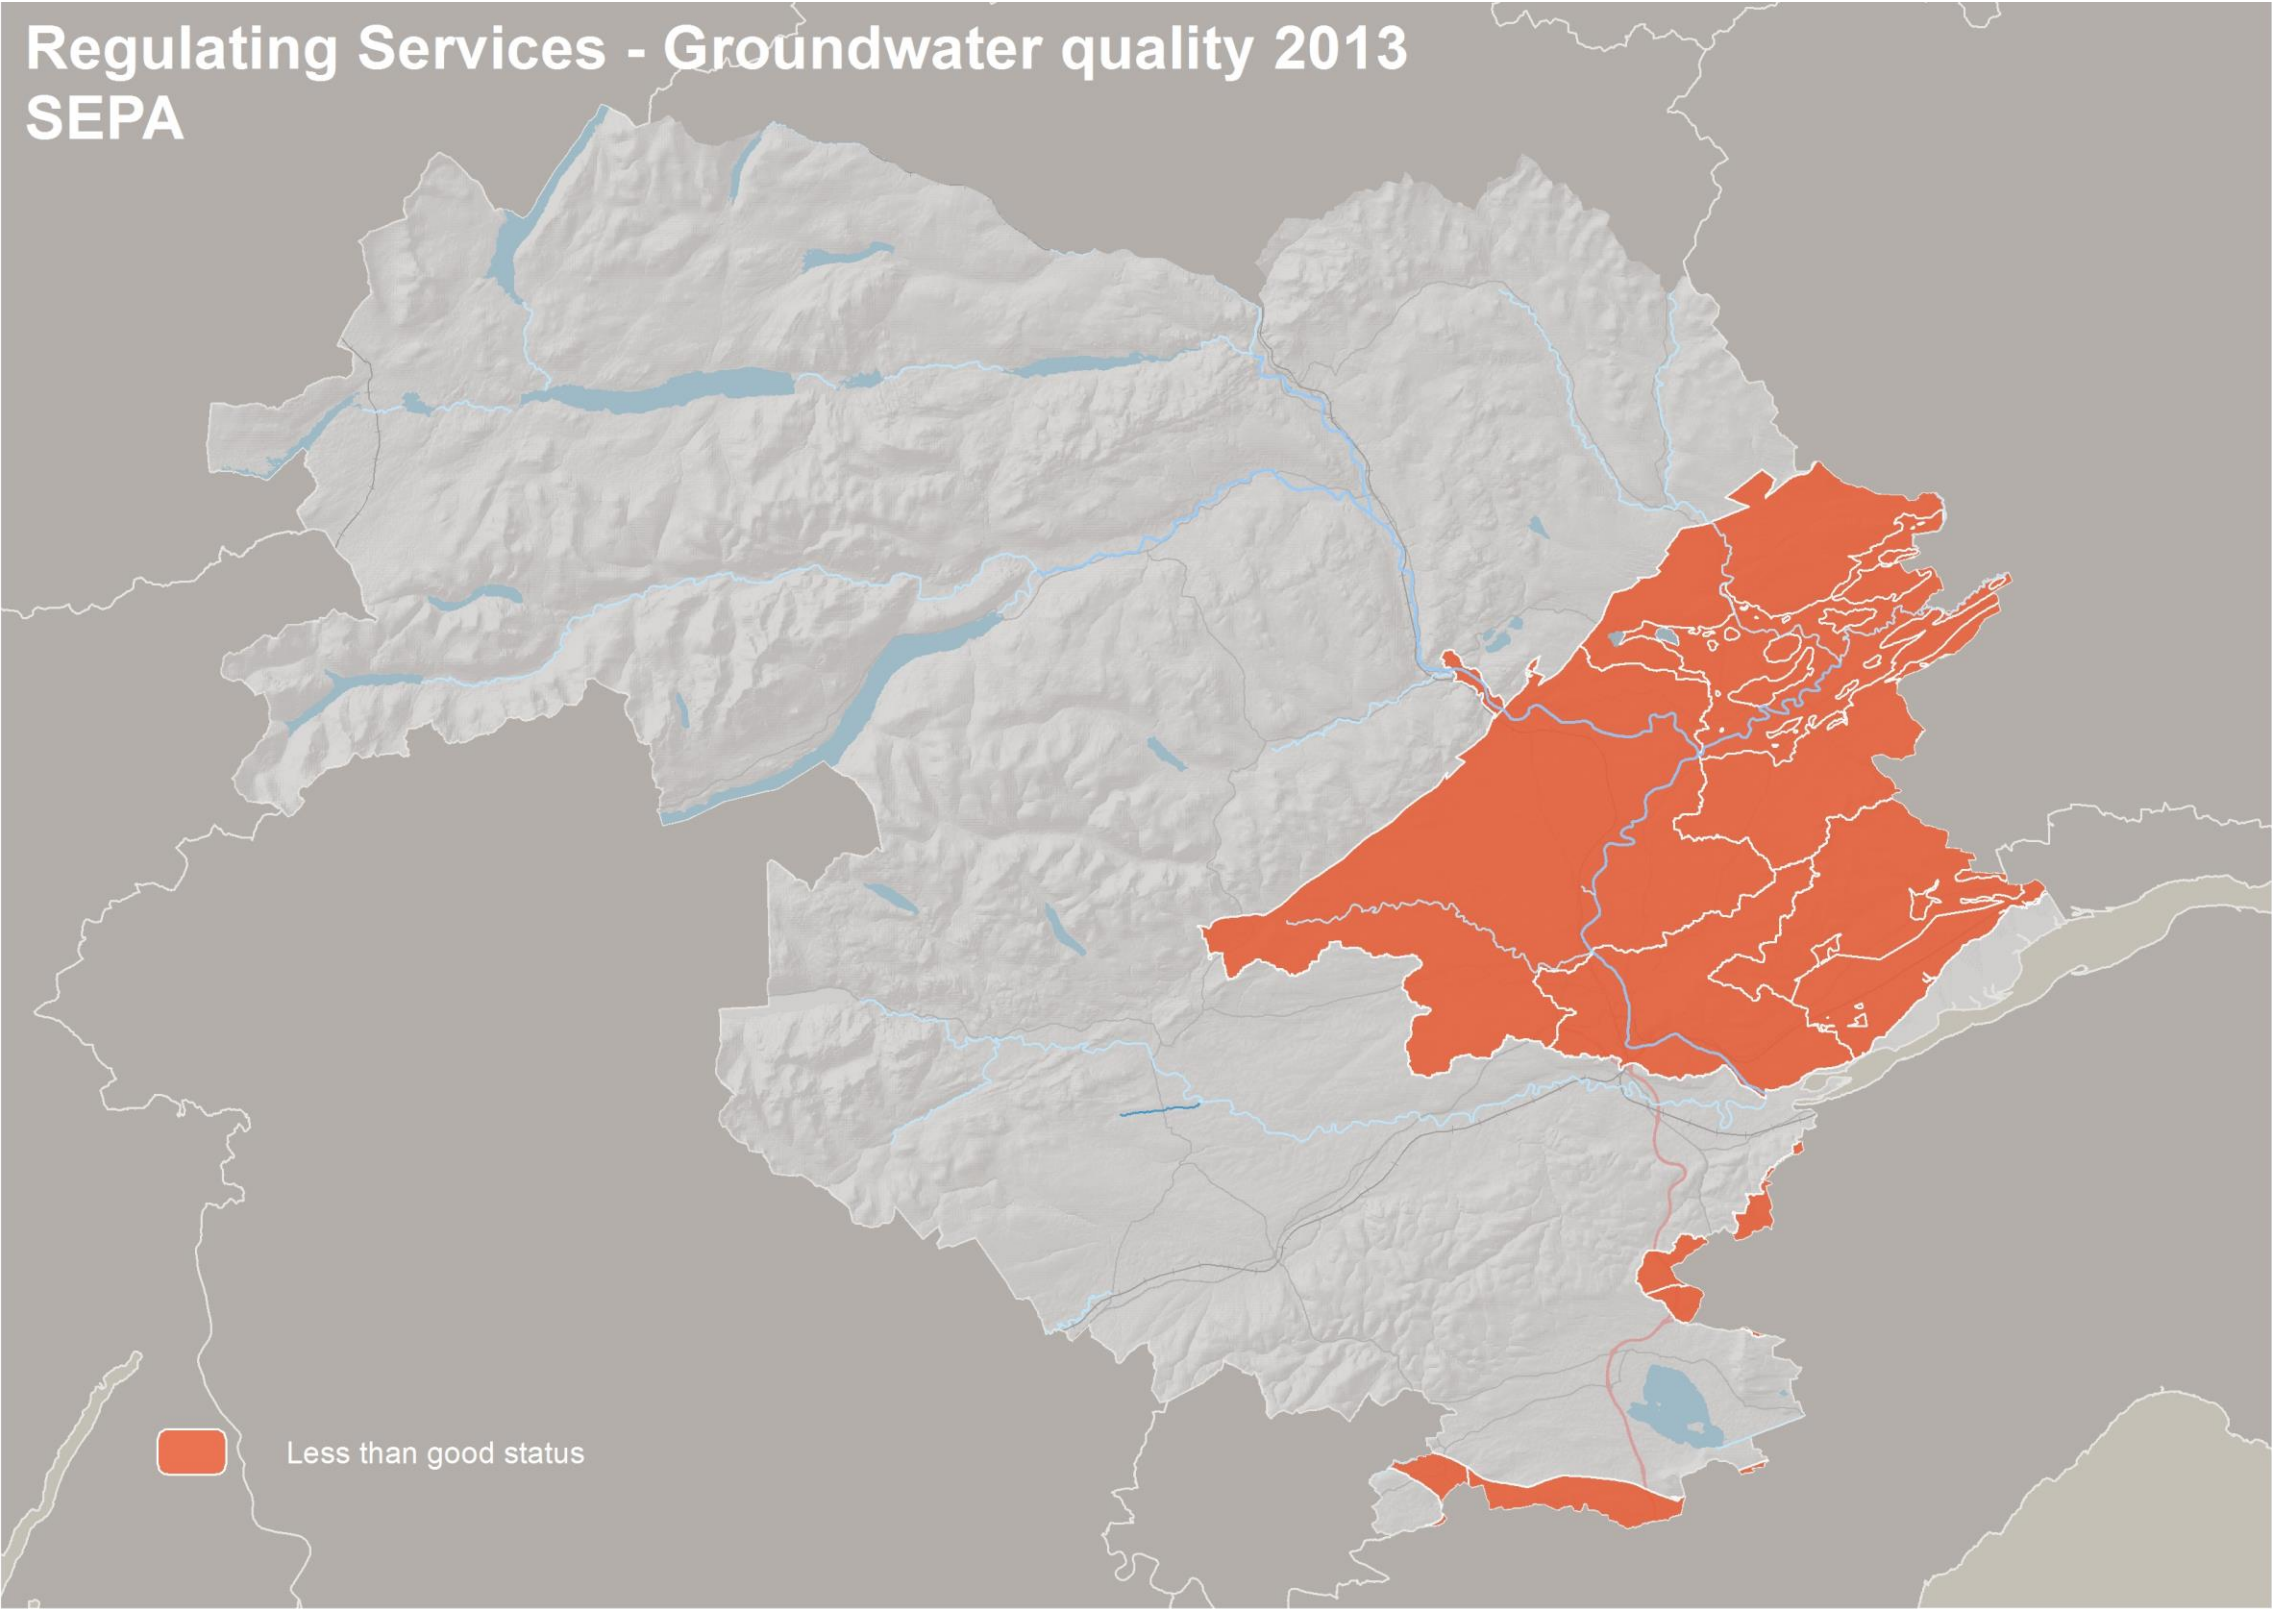 Regulating Services - Groundwater quality 2013
SEPA
Less than good status